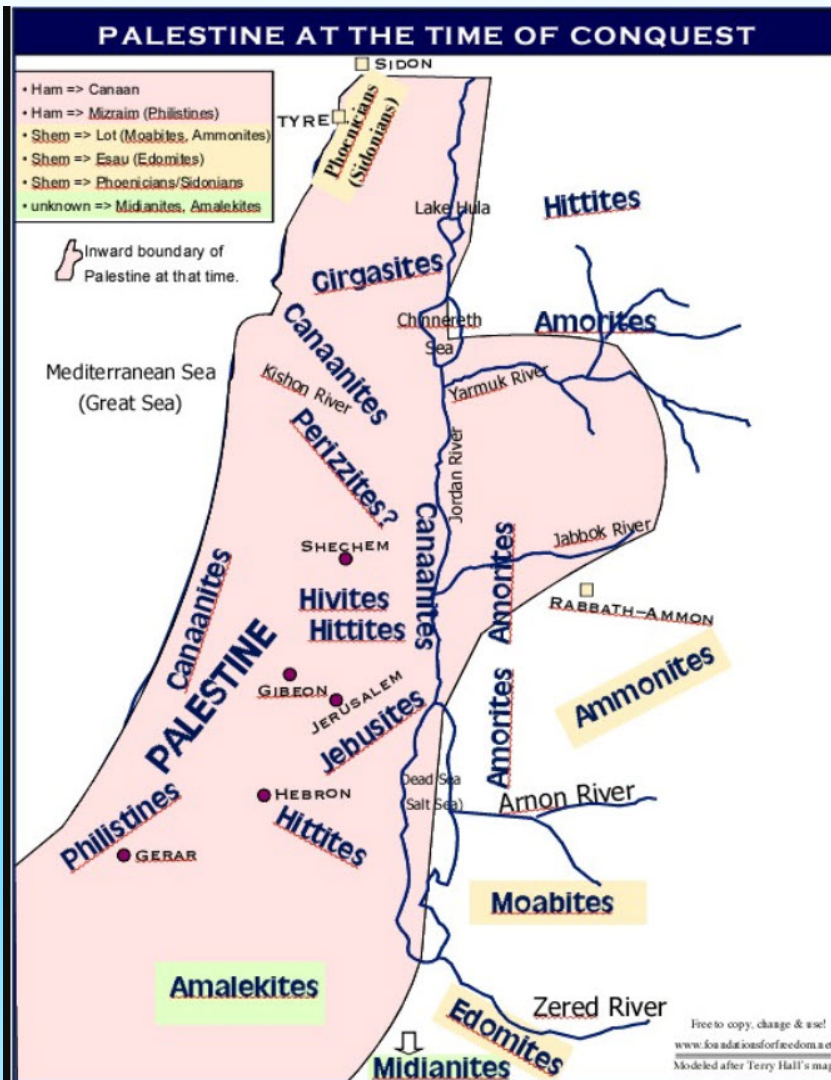 PALESTINE AT THE TIME OF CONQUEST
SIDON
• Ham => Canaan
• Ham => Mizraim (Philistines)
• Shem => Lot (Moabites, Ammonites)
• Shem => Esau (Edomites)
• Shem => Phoenicians/Sidonians
• unknown => Midianites, Amalekites
TYRE
Phoenicians
(Sidonians)
Inward boundary of
Palestine at that time.
Lake Hula
Hittites
Girgasites
Chinnereth
Sea
Amorites
Canaanites
Mediterranean Sea
(Great Sea)
Kishon River
Yarmuk River
Perizzites?
Jordan River
SHECHEM
Canaanites
Jabbok River
Amorites
Canaanites
Hivites
Hittites
RABBATH-AMMON
PALESTINE
GIBEON
JERUSALEM
Jebusites
Amorites
Ammonites
Dead Sea
Salt Sea)
Arnon River
HEBRON
Philistines
Hittites
GERAR
Moabites
Amalekites
Edomites
Zered River
Midianites
Free to copy, change & use!
www.foundationsforfreedom.net
Modeled after Terry Hall's map